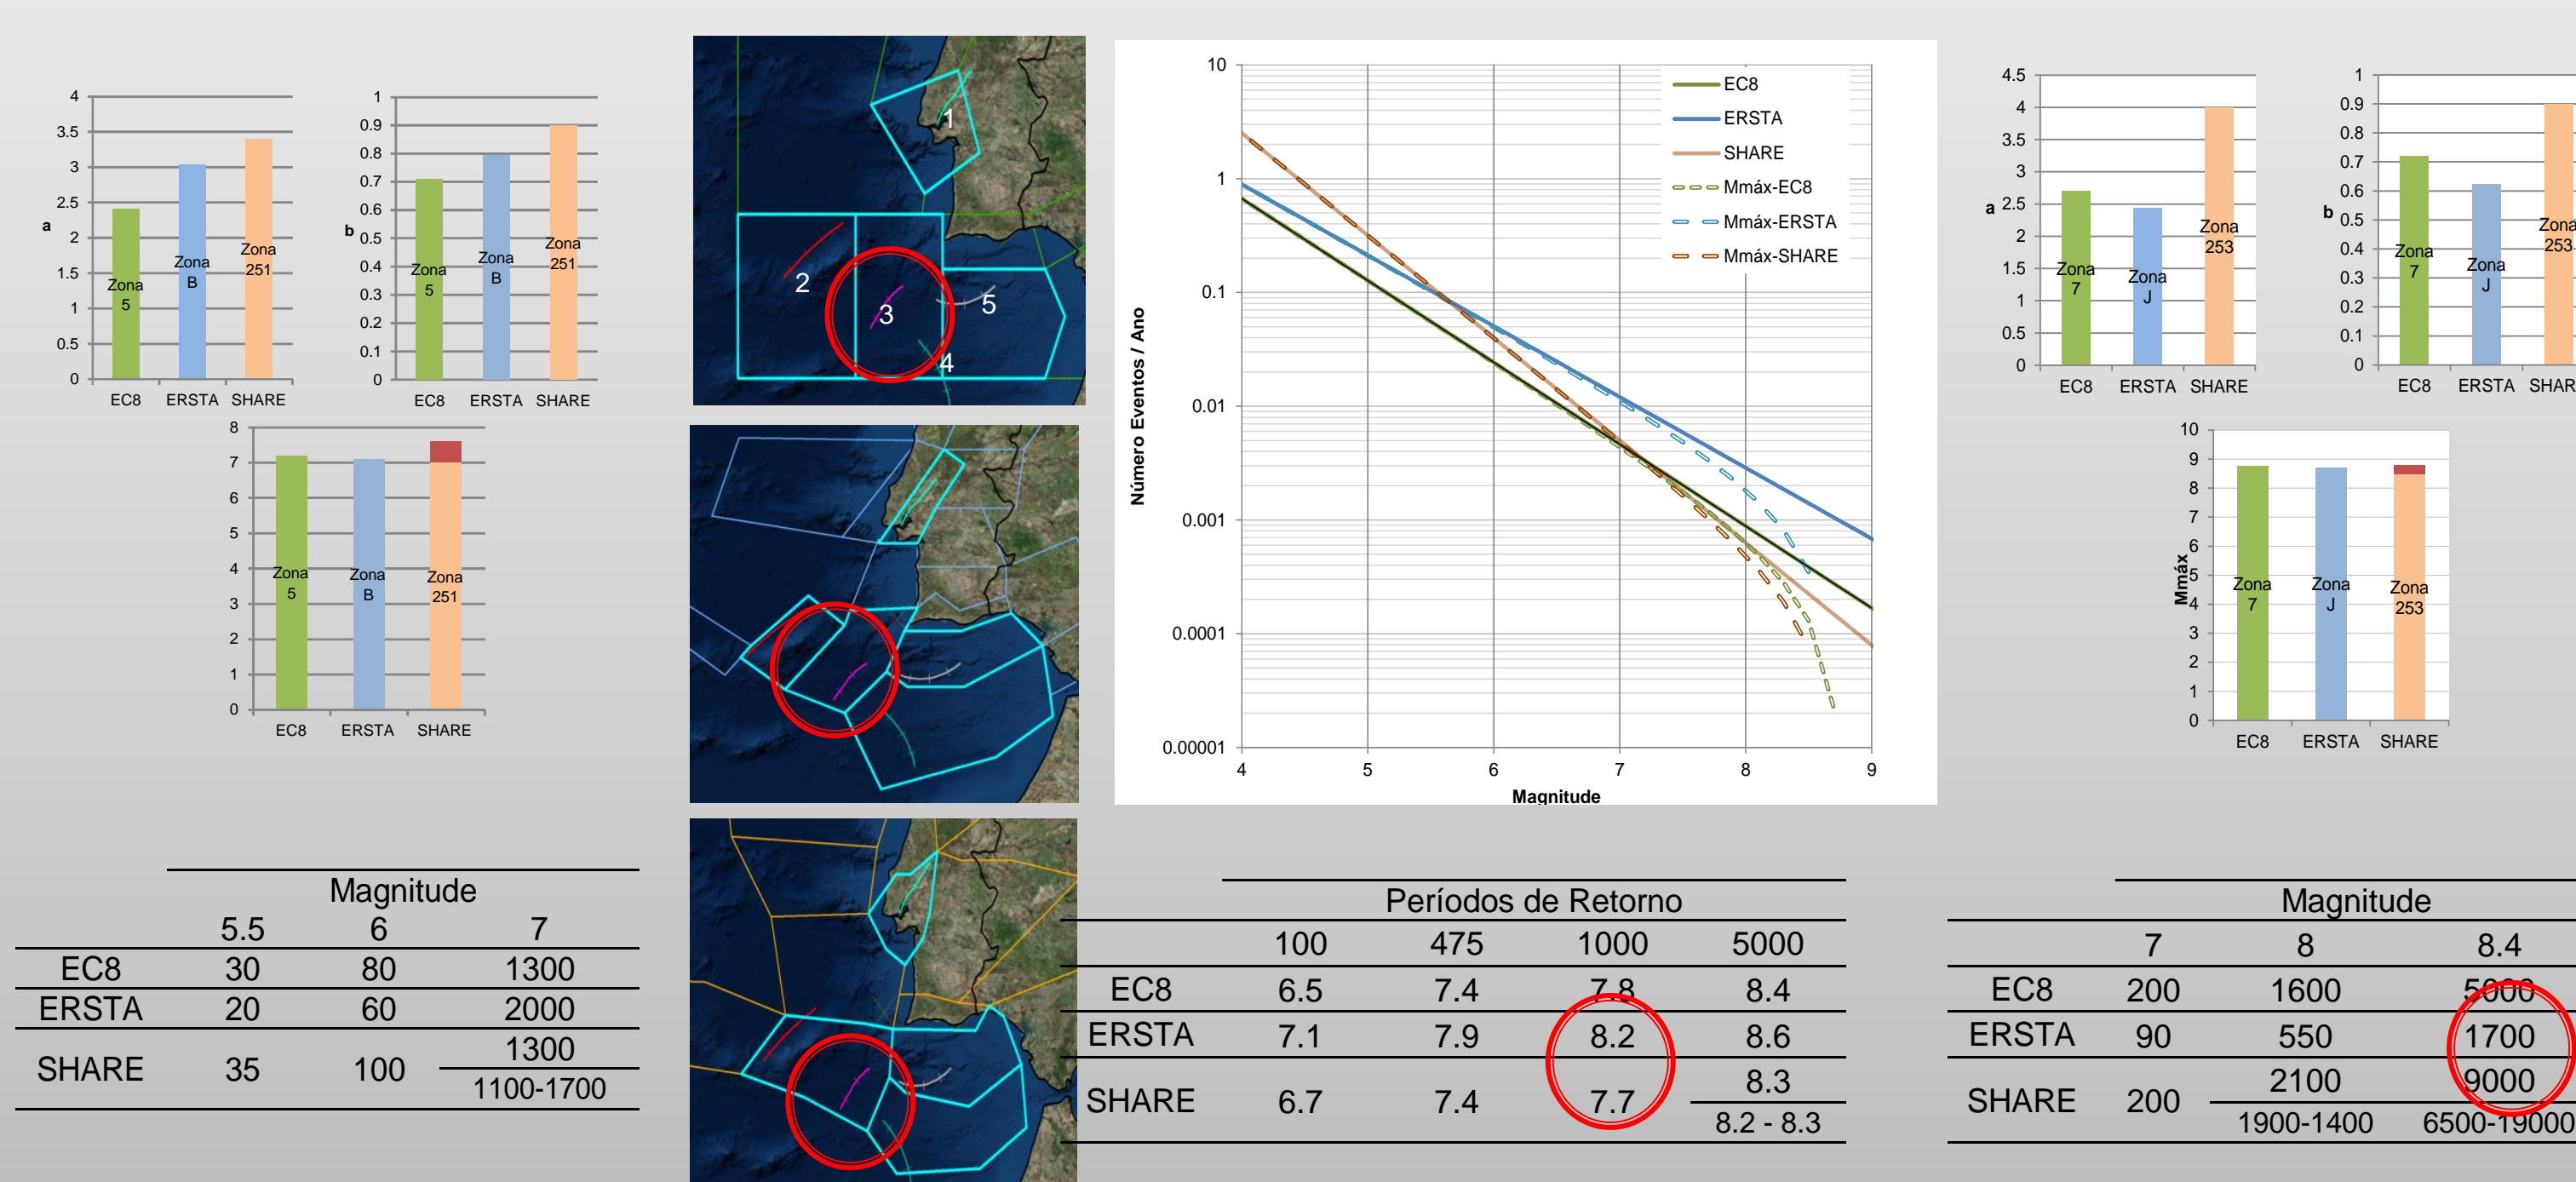 4
3.5
3
2.5
2
1.5
1
0.5
0
a
Zona
5
Zona
B
Zona
251
EC8 ERSTA SHARE
1
0.9
0.8
0.7
0.6
0.5
0.4
0.3
0.2
0.1
0
b
Zona
5
Zona
B
Zona
251
EC8 ERSTA SHARE
8
7
6
5
4
3
2
1
0
Zona
5
Zona
B
Zona
251
EC8 ERSTA SHARE
1
2
3
4
5
10
1
0.1
0.01
0.001
0.0001
0.00001
Número Eventos / Ano
4 5 6 7 8 9
Magnitude
EC8
ERSTA
SHARE
Mmáx-EC8
Mmáx-ERSTA
Mmáx-SHARE
4.5
4
3.5
3
2.5
2
1.5
1
0.5
0
a
Zona
7
Zona
J
Zona
253
EC8 ERSTA SHARE
1
0.9
0.8
0.7
0.6
0.5
0.4
0.3
0.2
0.1
0
b
Zona
7
Zona
J
Zona
253
EC8 ERSTA SHAR
10
9
8
7
6
5
4
3
2
1
0
Mmáx
Zona
7
Zona
J
Zona
253
EC8 ERSTA SHARE
Magnitude
5.5 6 7
EC8 30 80 1300
ERSTA 20 60 2000
SHARE 35 100 1300
1100-1700
Períodos de Retorno
100 475 1000 5000
EC8 6.5 7.4 7.8 8.4
ERSTA 7.1 7.9 8.2 8.6
SHARE 6.7 7.4 7.7 8.3
8.2 - 8.3
Magnitude
7 8 8.4
EC8 200 1600 5000
ERSTA 90 550 1700
SHARE 200 2100 9000
1900-1400 6500-19000